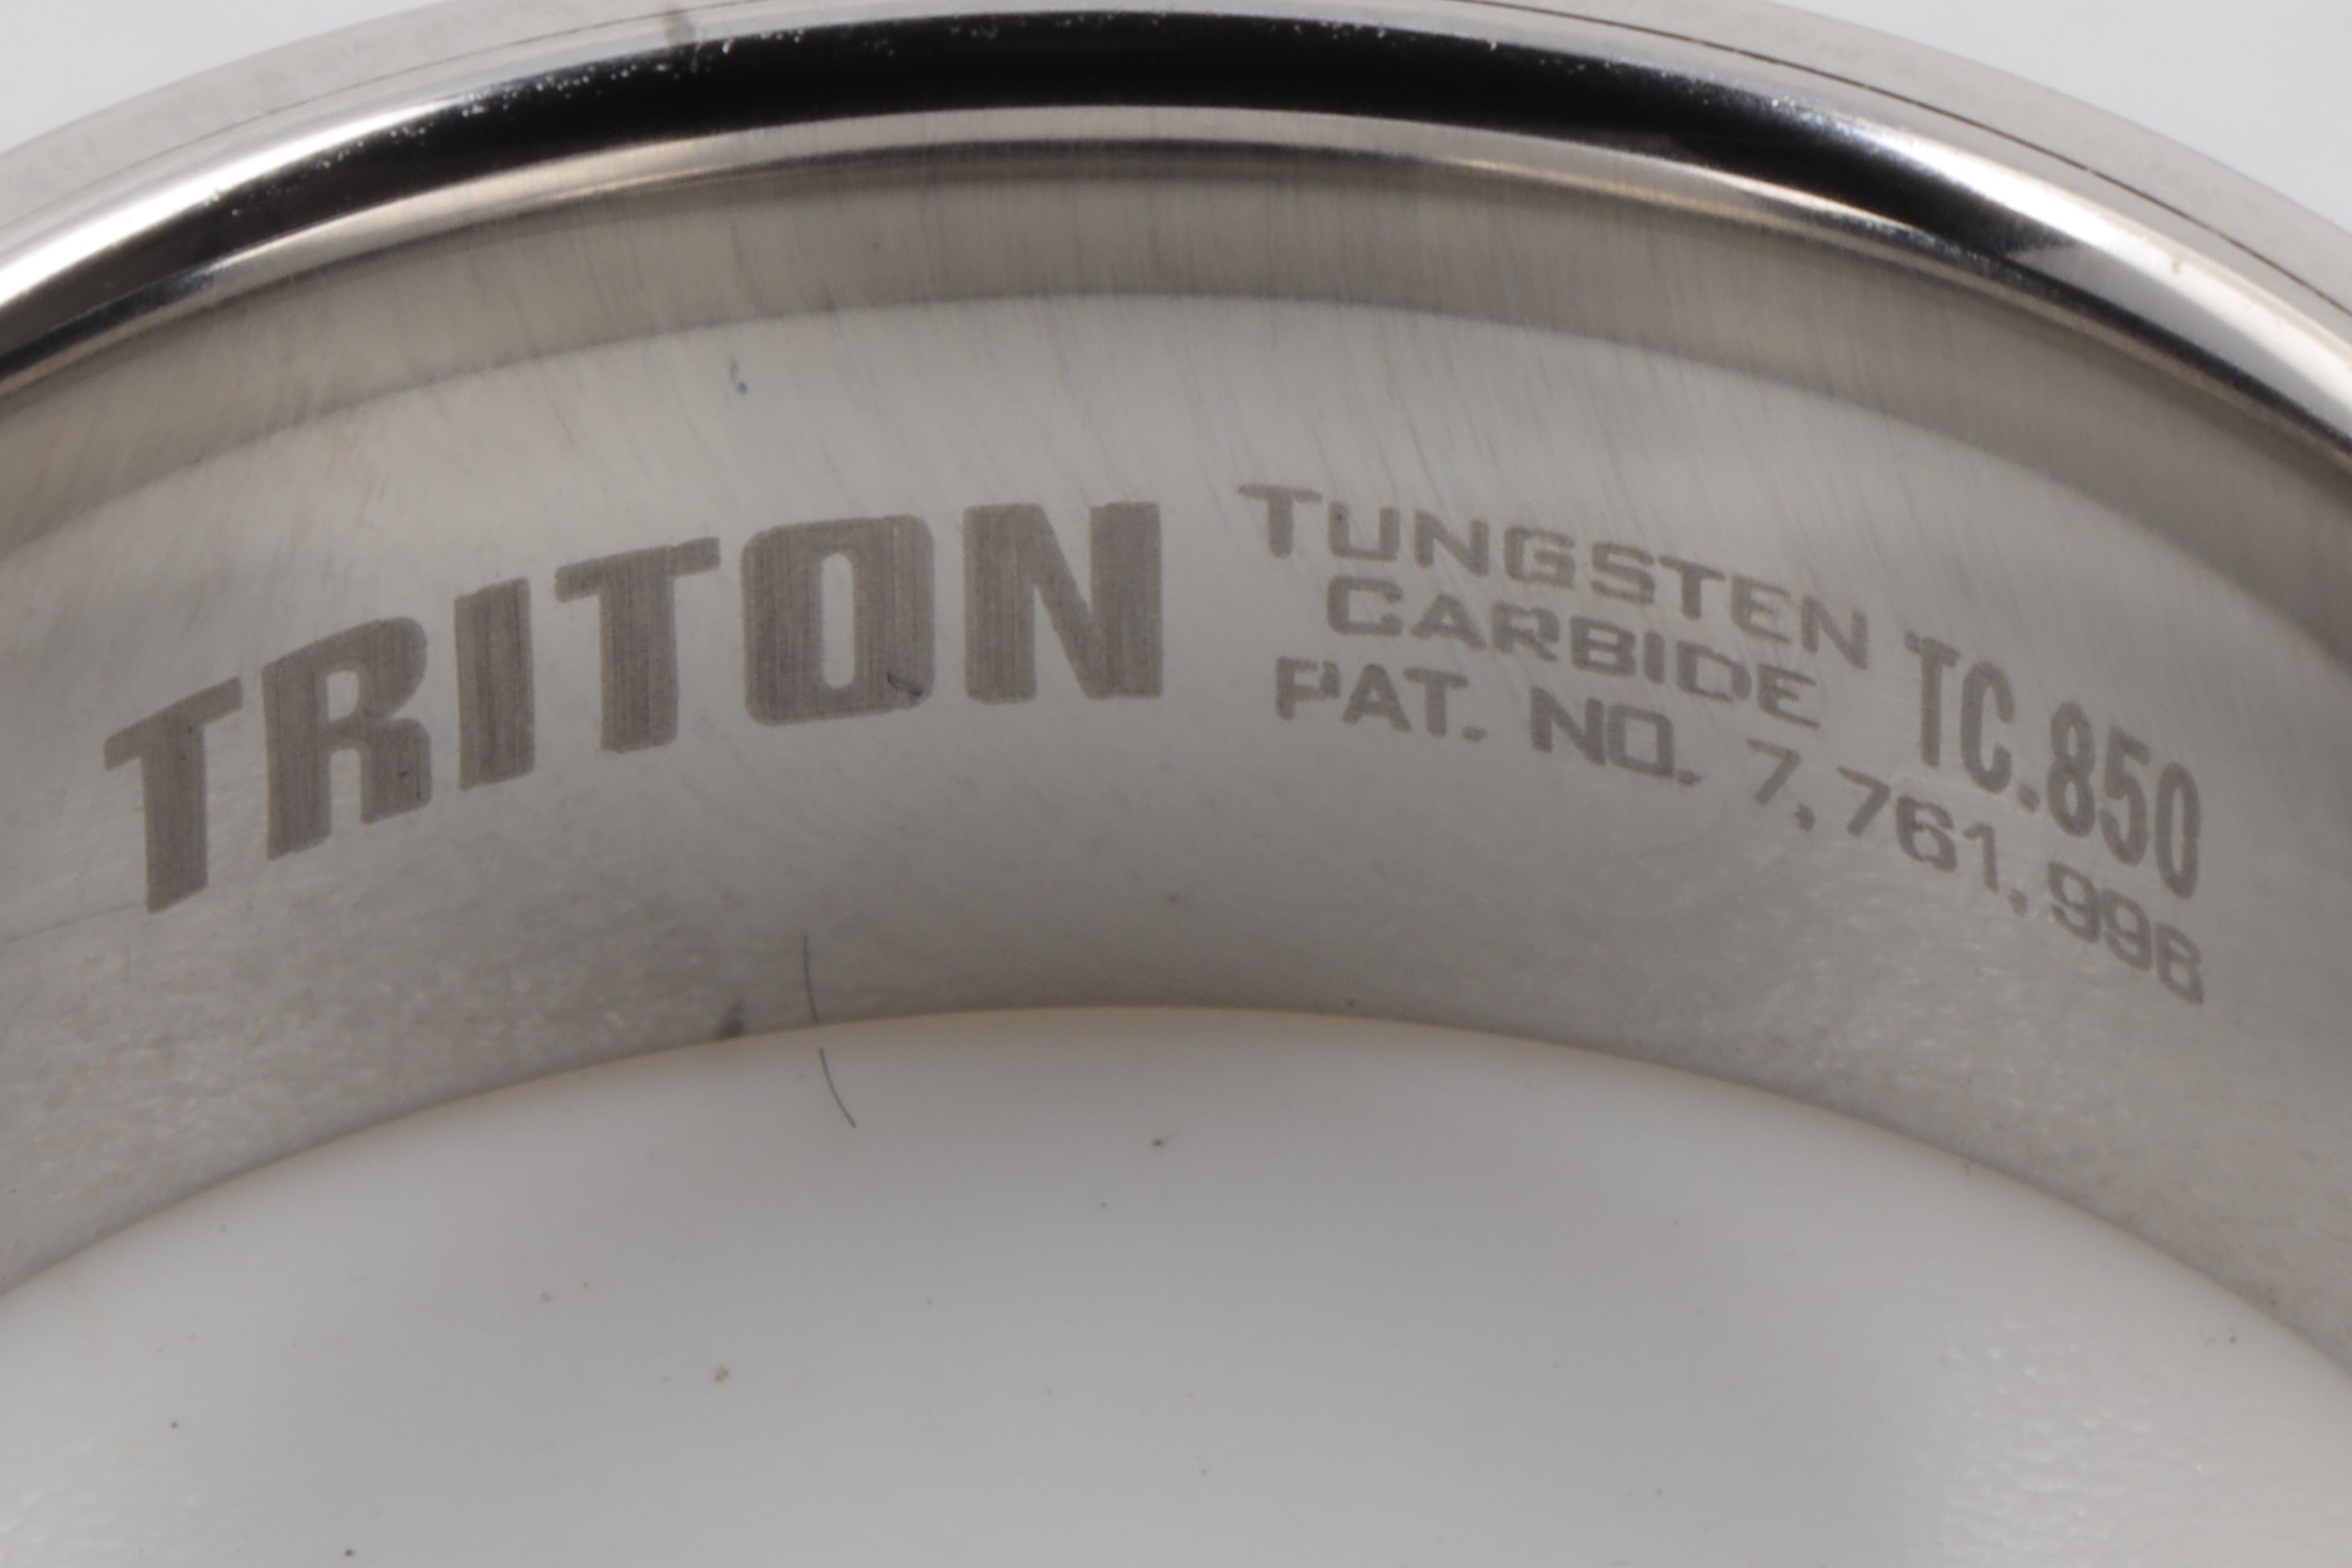 TRITON
TUNGSTEN
CARBIDE
PAT. NO. 7,761,996
TC.850